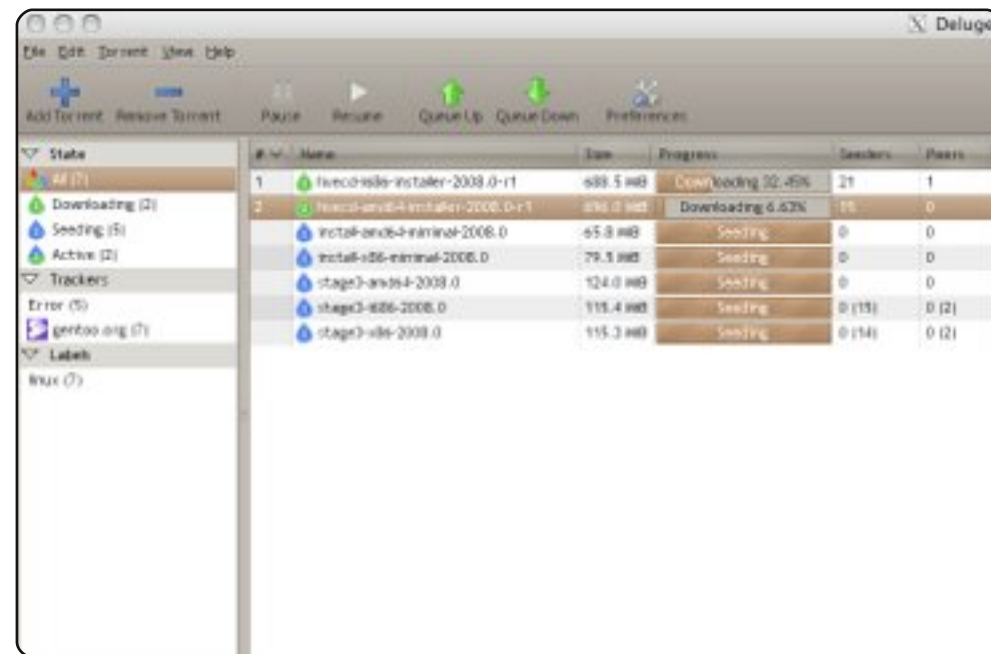 Deluge
File Edit Torrent View Help
Add Torrent Remove Torrent Pause Resume Queue Up Queue Down Preferences
State
All (7)
Downloading (2)
Seeding (5)
Active (2)
Trackers
Error (5)
gentoo.org (7)
Labels
linux (7)
# Name Size Progress Seeders Peers
1 livecd-i686-installer-2008.0-r1 688.5 MiB Downloading 32.45% 21 1
2 livecd-amd64-installer-2008.0-r1 Downloading 6.63% 0
install-amd64-minimal-2008.0 65.8 MiB Seeding 0 0
install-x86-minimal-2008.0 79.5 MiB Seeding 0 0
stage3-amd64-2008.0 124.0 MiB Seeding 0 0
stage3-i686-2008.0 115.4 MiB Seeding 0 (15) 0 (2)
stage3-x86-2008.0 115.3 MiB Seeding 0 (14) 0 (2)